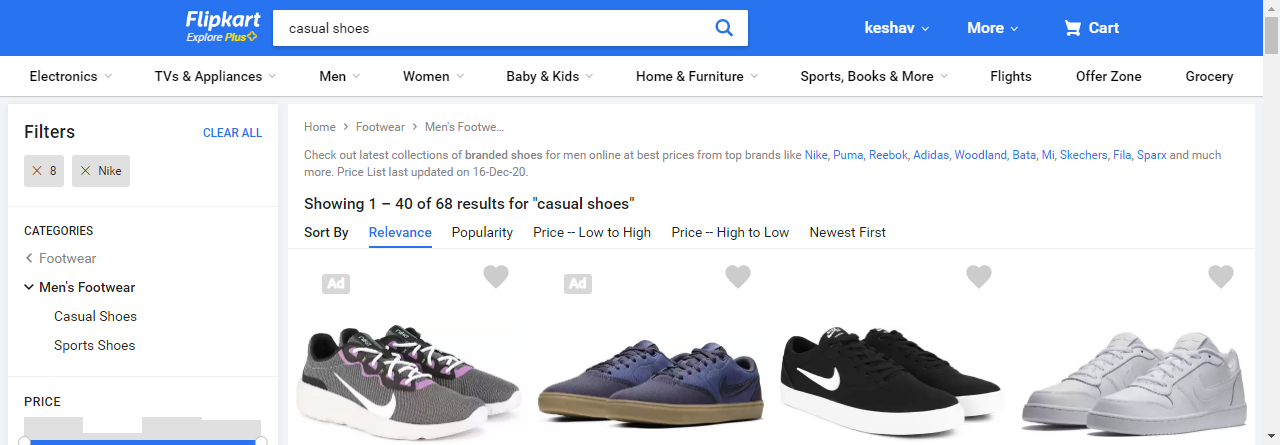 Flipkart
Explore Plus
casual shoes
keshav
More
Cart
Electronics
TVs & Appliances
Men
Women
Baby & Kids
Home & Furniture
Sports, Books & More
Flights
Offer Zone
Grocery
Filters
CLEAR ALL
8
Nike
CATEGORIES
Footwear
Men's Footwear
Casual Shoes
Sports Shoes
PRICE
Home
Footwear
Men's Footwe...
Check out latest collections of branded shoes for men online at best prices from top brands like Nike, Puma, Reebok, Adidas, Woodland, Bata, Mi, Skechers, Fila, Sparx and much
more. Price List last updated on 16-Dec-20.
Showing 1 – 40 of 68 results for "casual shoes"
Sort By
Relevance
Popularity
Price -- Low to High
Price -- High to Low
Newest First
Ad
Ad